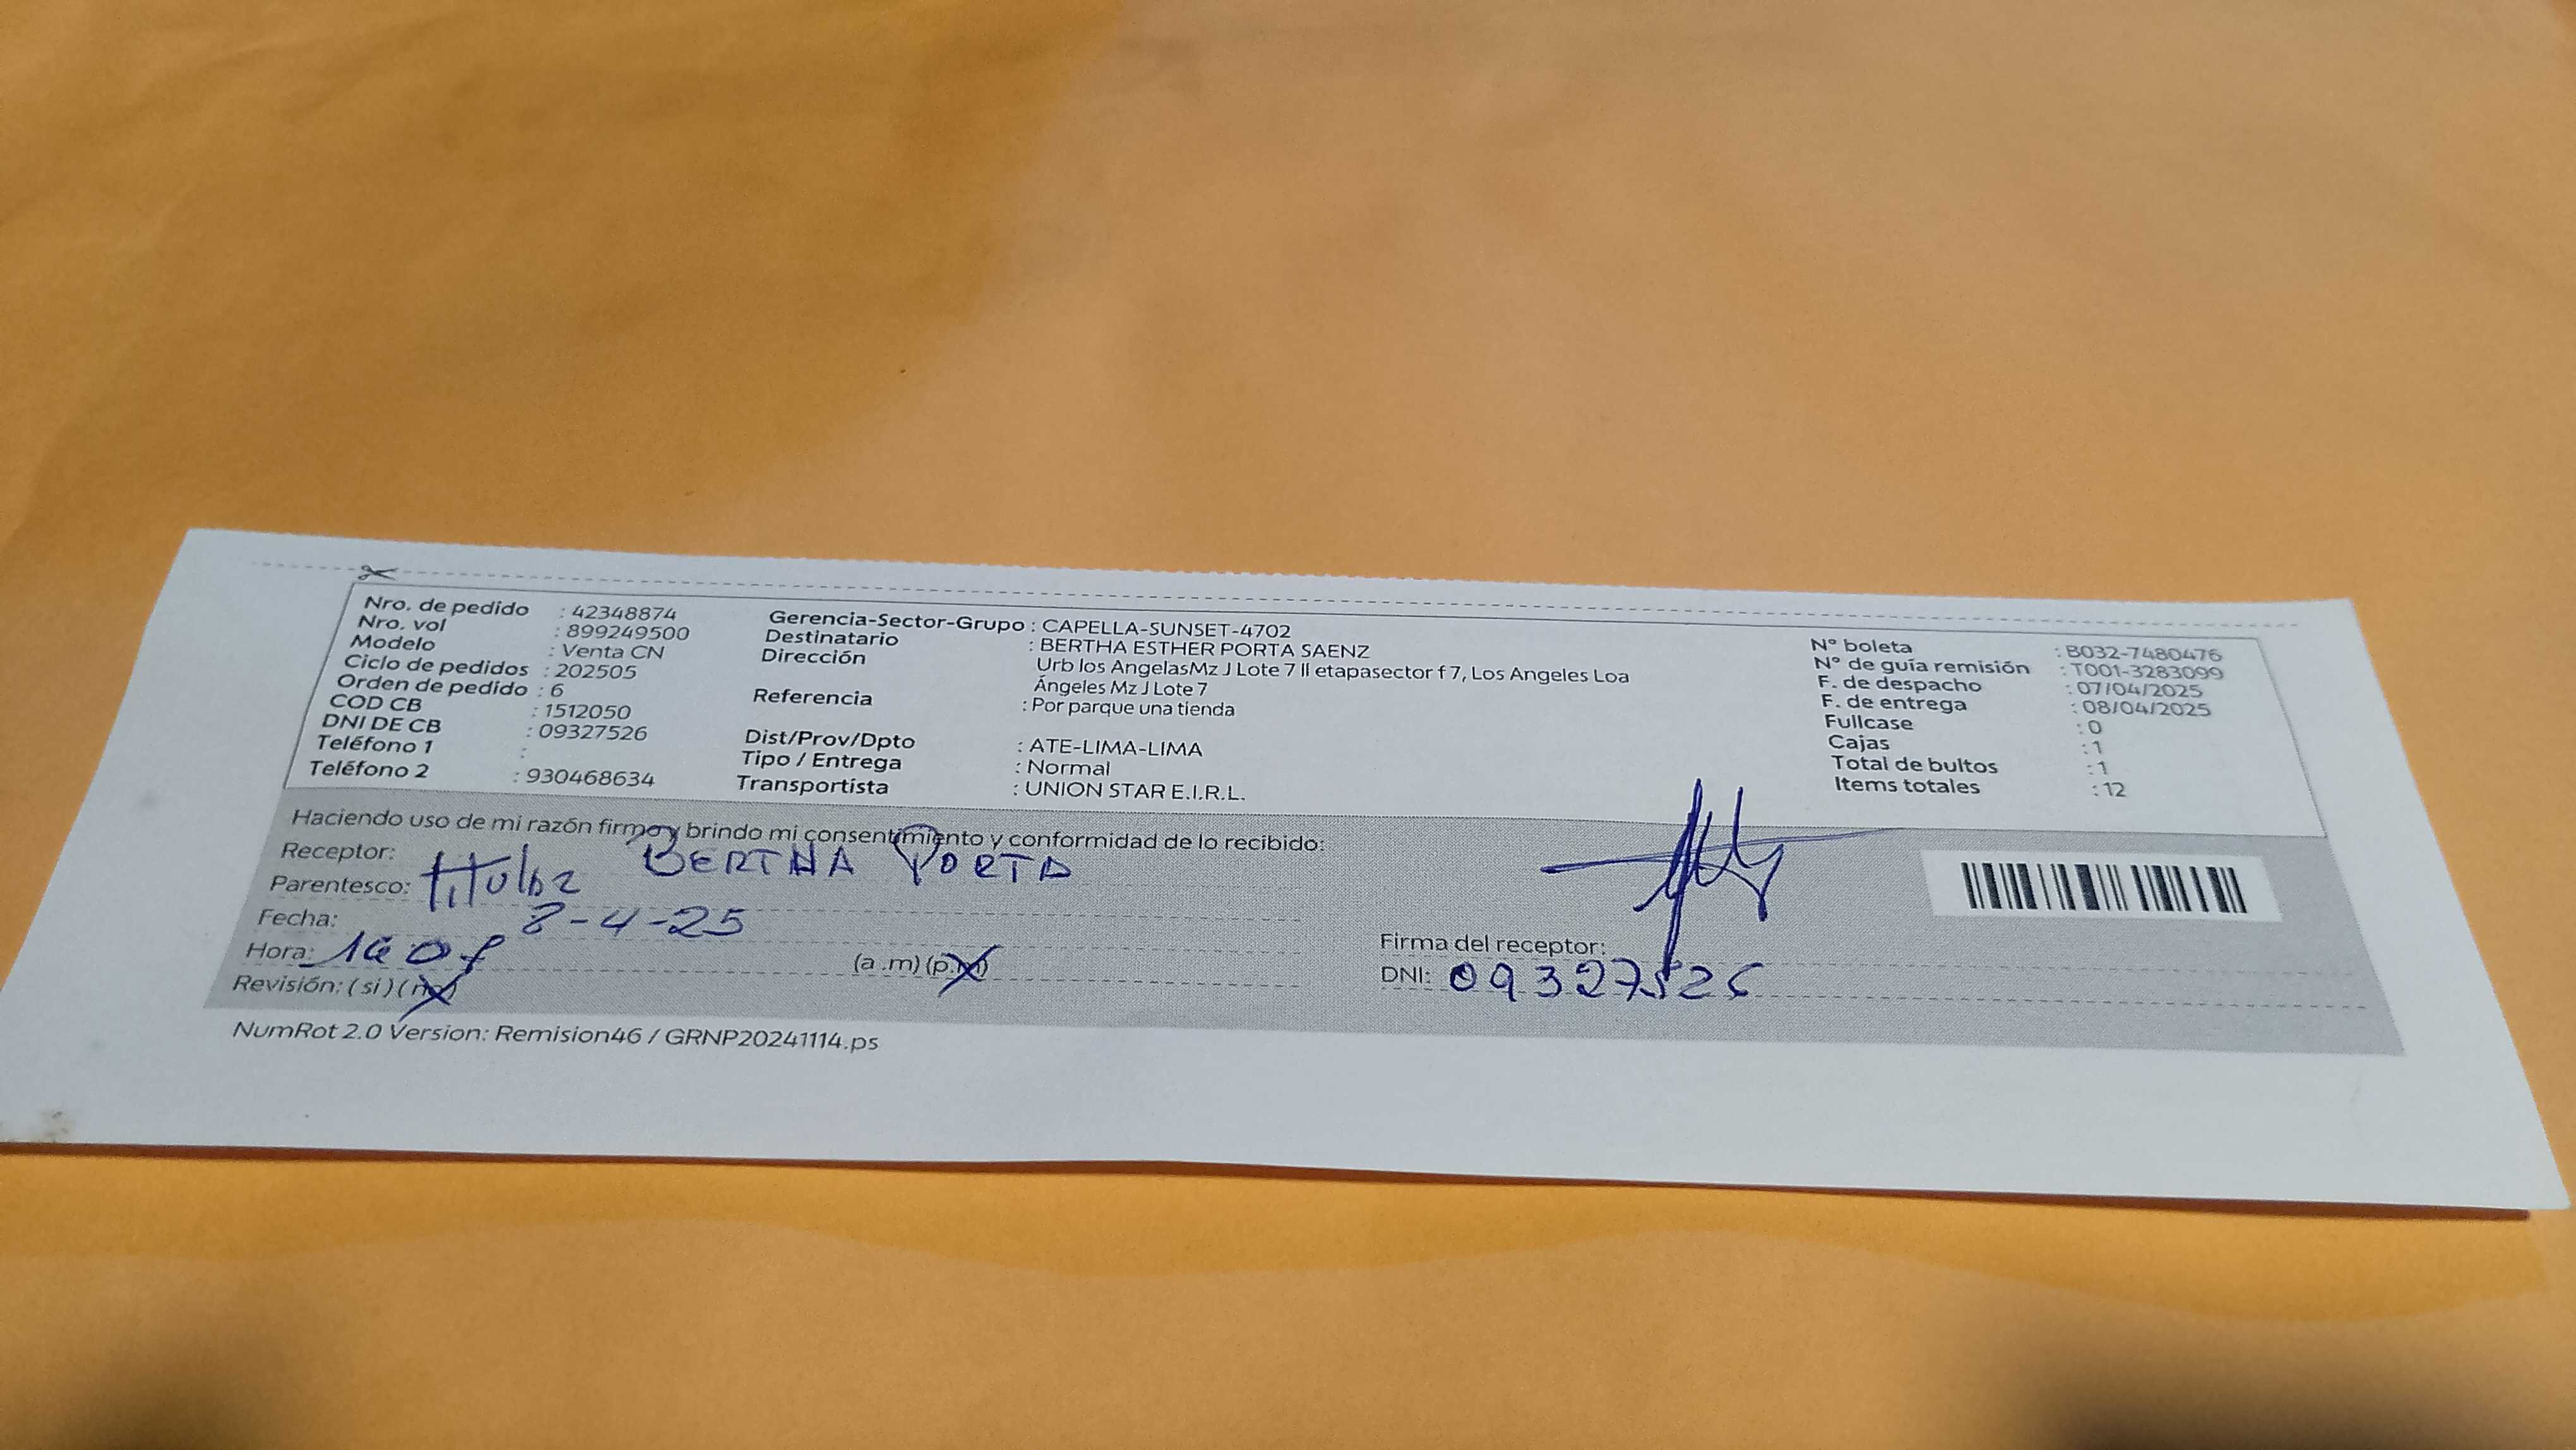 Nro. de pedido : 42348874
Nro. vol : 899249500
Modelo : Venta CN
Ciclo de pedidos : 202505
Orden de pedido : 6
COD CB : 1512050
DNI DE CB : 09327526
Teléfono 1 :
Teléfono 2 : 930468634
Gerencia-Sector-Grupo : CAPELLA-SUNSET-4702
Destinatario : BERTHA ESTHER PORTA SAENZ
Dirección Urb los AngelasMz J Lote 7 II etapasector f 7, Los Angeles Loa
Ángeles Mz J Lote 7
Referencia : Por parque una tienda
Dist/Prov/Dpto : ATE-LIMA-LIMA
Tipo / Entrega : Normal
Transportista : UNION STAR E.I.R.L.
N° boleta : B032-7480476
N° de guía remisión : T001-3283099
F. de despacho : 07/04/2025
F. de entrega : 08/04/2025
Fullcase : 0
Cajas : 1
Total de bultos : 1
Items totales : 12
Haciendo uso de mi razón firmo y brindo mi consentimiento y conformidad de lo recibido:
Receptor: BERTHA PORTA
Parentesco: titular
Fecha: 8-4-25
Hora: (a .m) (p.m)
Revisión: ( si ) ( no )
Firma del receptor:
DNI: 09327526
NumRot 2.0 Version: Remision46 / GRNP20241114.ps